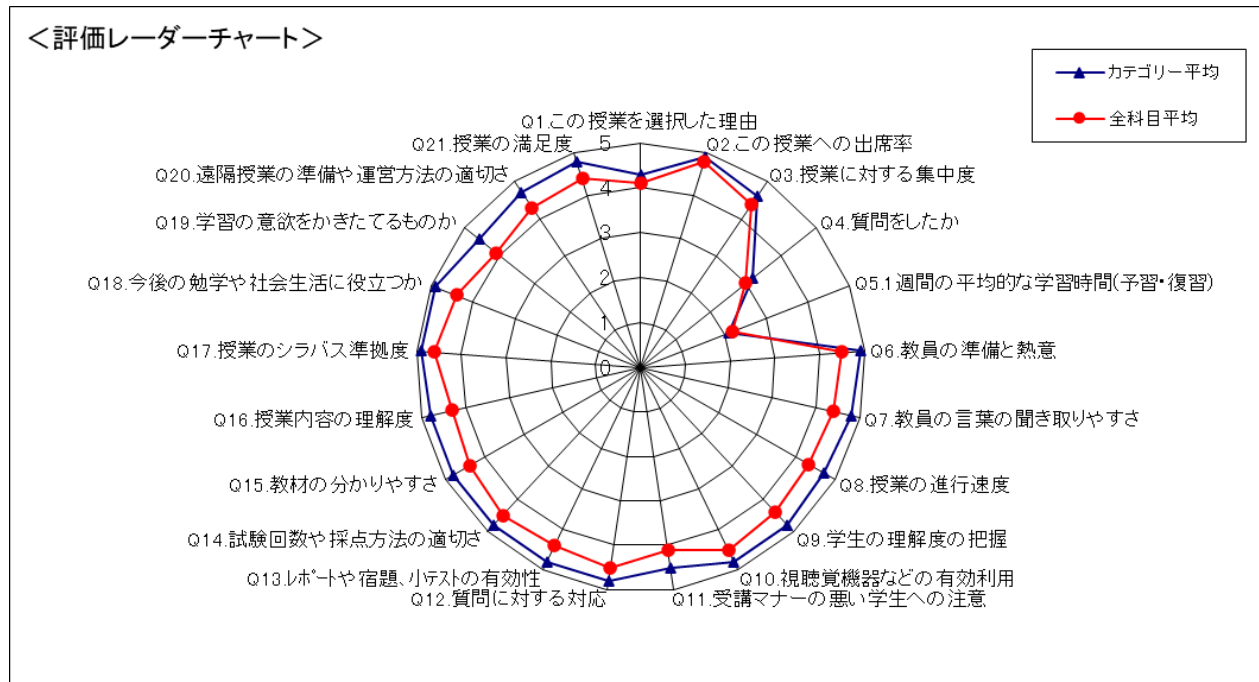 ＜評価レーダーチャート＞
カテゴリー平均
全科目平均
Q1.この授業を選択した理由
Q2.この授業への出席率
Q3.授業に対する集中度
Q4.質問をしたか
Q5.1週間の平均的な学習時間(予習・復習)
Q6.教員の準備と熱意
Q7.教員の言葉の聞き取りやすさ
Q8.授業の進行速度
Q9.学生の理解度の把握
Q10.視聴覚機器などの有効利用
Q11.受講マナーの悪い学生への注意
Q12.質問に対する対応
Q13.ﾚﾎﾟｰﾄや宿題、小ﾃｽﾄの有効性
Q14.試験回数や採点方法の適切さ
Q15.教材の分かりやすさ
Q16.授業内容の理解度
Q17.授業のシラバス準拠度
Q18.今後の勉学や社会生活に役立つか
Q19.学習の意欲をかきたてるものか
Q20.遠隔授業の準備や運営方法の適切さ
Q21.授業の満足度
5
4
3
2
1
0